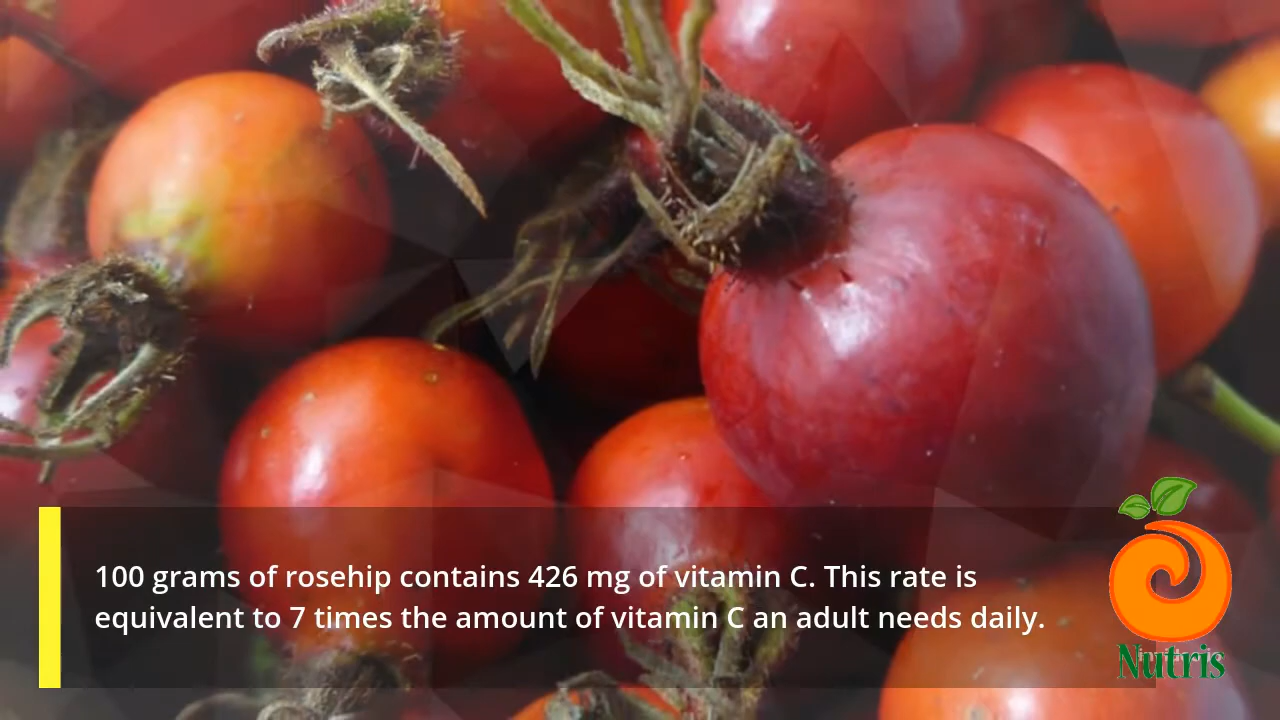 100 grams of rosehip contains 426 mg of vitamin C. This rate is
equivalent to 7 times the amount of vitamin C an adult needs daily.
Nutris